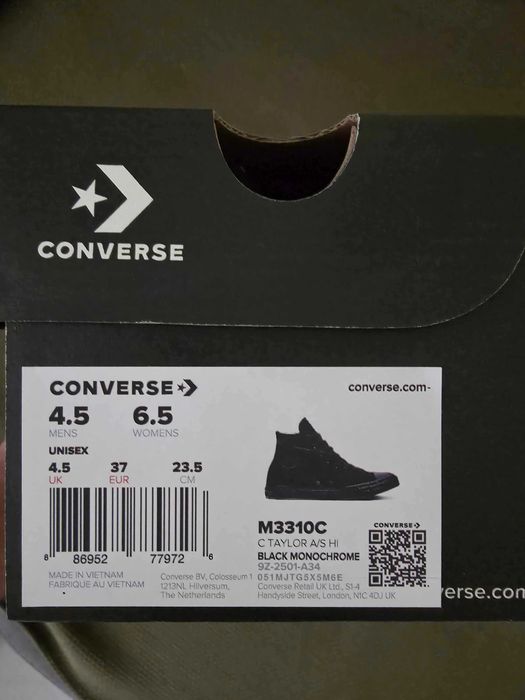 CONVERSE
CONVERSE
converse.com
4.5 6.5
MENS WOMENS
UNISEX
4.5 37 23.5
UK EUR CM
M3310C
C TAYLOR A/S HI
BLACK MONOCHROME
9Z-2501-A34
051MJTG5X5M6E
CONVERSE
8 86952 77972 6
MADE IN VIETNAM
FABRIQUE AU VIETNAM
Converse BV, Colosseum 1
1213NL Hilversum,
The Netherlands
Converse Retail UK Ltd., S1-4
Handyside Street, London, N1C 4DJ UK
verse.com